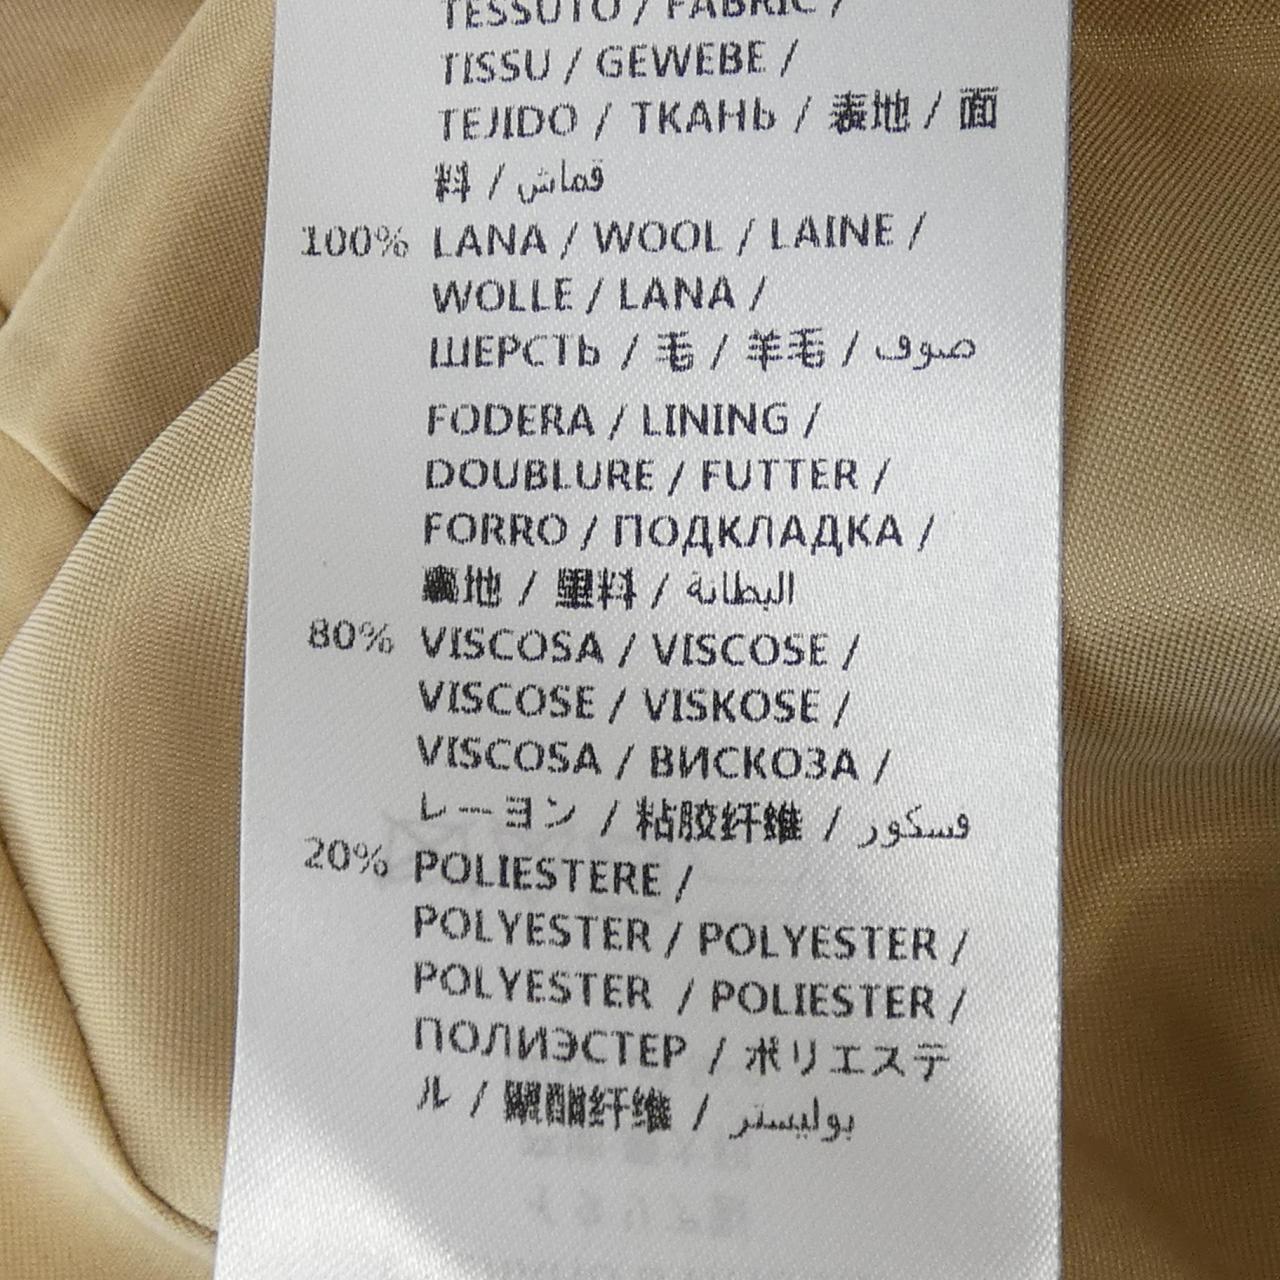 TESSUTO / FABRIC /
TISSU / GEWEBE /
TEJIDO / ТКАНЬ / 表地 / 面
料 / قماش
100% LANA / WOOL / LAINE /
WOLLE / LANA /
ШЕРСТЬ / 毛 / 羊毛 / صوف
FODERA / LINING /
DOUBLURE / FUTTER /
FORRO / ПОДКЛАДКА /
裏地 / 里料 / البطانة
80% VISCOSA / VISCOSE /
VISCOSE / VISKOSE /
VISCOSA / ВИСКОЗА /
レーヨン / 粘胶纤维 / فسكور
20% POLIESTERE /
POLYESTER / POLYESTER /
POLYESTER / POLIESTER /
ПОЛИЭСТЕР / ポリエステ
ル / 聚酯纤维 / بوليستر